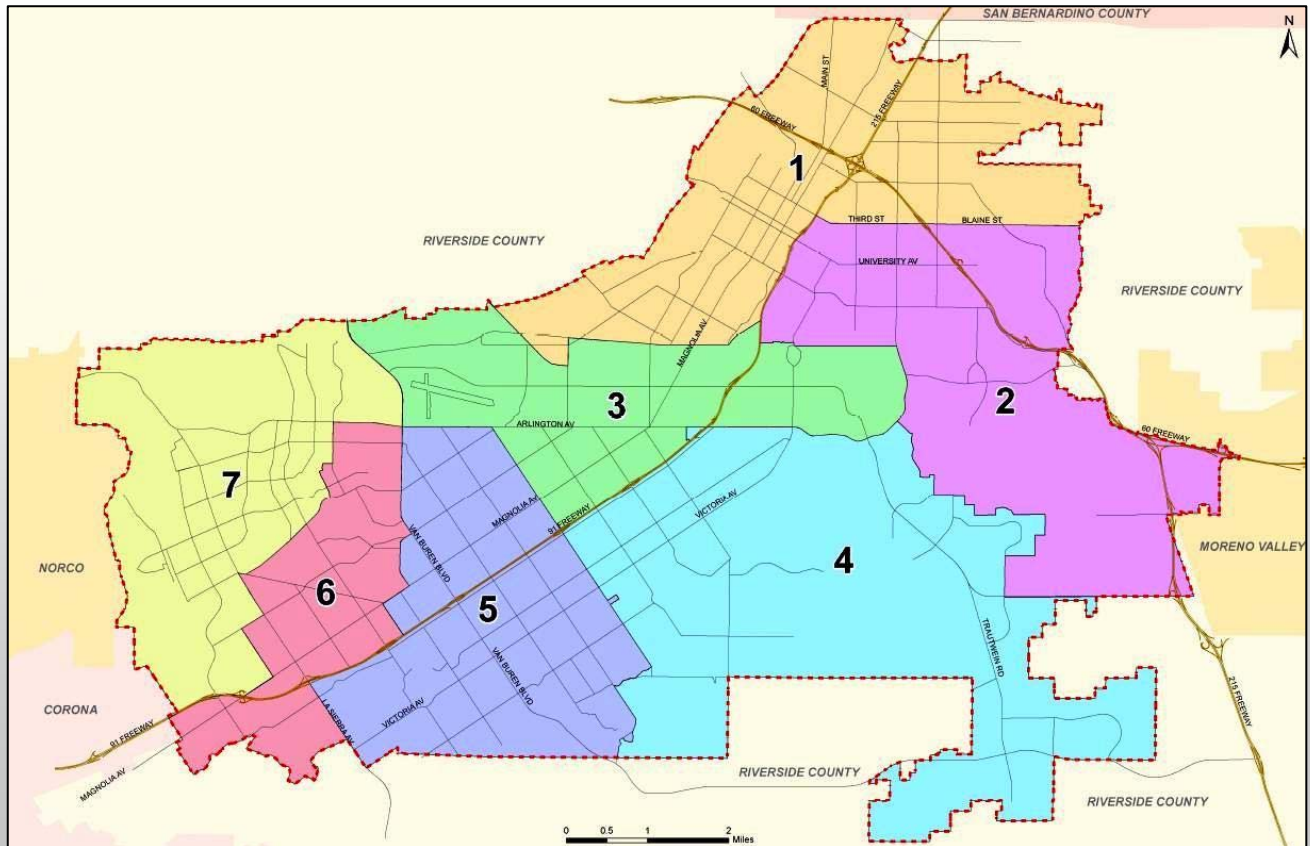 SAN BERNARDINO COUNTY
N
MAIN ST
215 FREEWAY
60 FREEWAY
1
THIRD ST
BLAINE ST
RIVERSIDE COUNTY
UNIVERSITY AV
RIVERSIDE COUNTY
MAGNOLIA AV
2
3
ARLINGTON AV
60 FREEWAY
7
MAGNOLIA AV
VICTORIA AV
91 FREEWAY
VAN BUREN BLVD
MORENO VALLEY
4
NORCO
6
5
TRAUTWEIN RD
VAN BUREN BLVD
215 FREEWAY
CORONA
LA SIERRA AV
VICTORIA AV
91 FREEWAY
MAGNOLIA AV
RIVERSIDE COUNTY
RIVERSIDE COUNTY
0 0.5 1 2
Miles